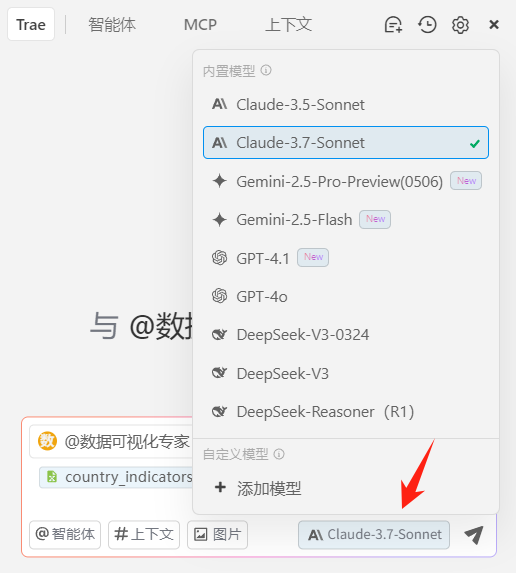 Trae 智能体 MCP 上下文
内置模型
Claude-3.5-Sonnet
Claude-3.7-Sonnet
Gemini-2.5-Pro-Preview(0506) New
Gemini-2.5-Flash New
GPT-4.1 New
GPT-4o
DeepSeek-V3-0324
与 @数据
DeepSeek-V3
DeepSeek-Reasoner（R1）
数 @数据可视化专家
自定义模型
country_indicators
+ 添加模型
@智能体 #上下文 图片 Claude-3.7-Sonnet